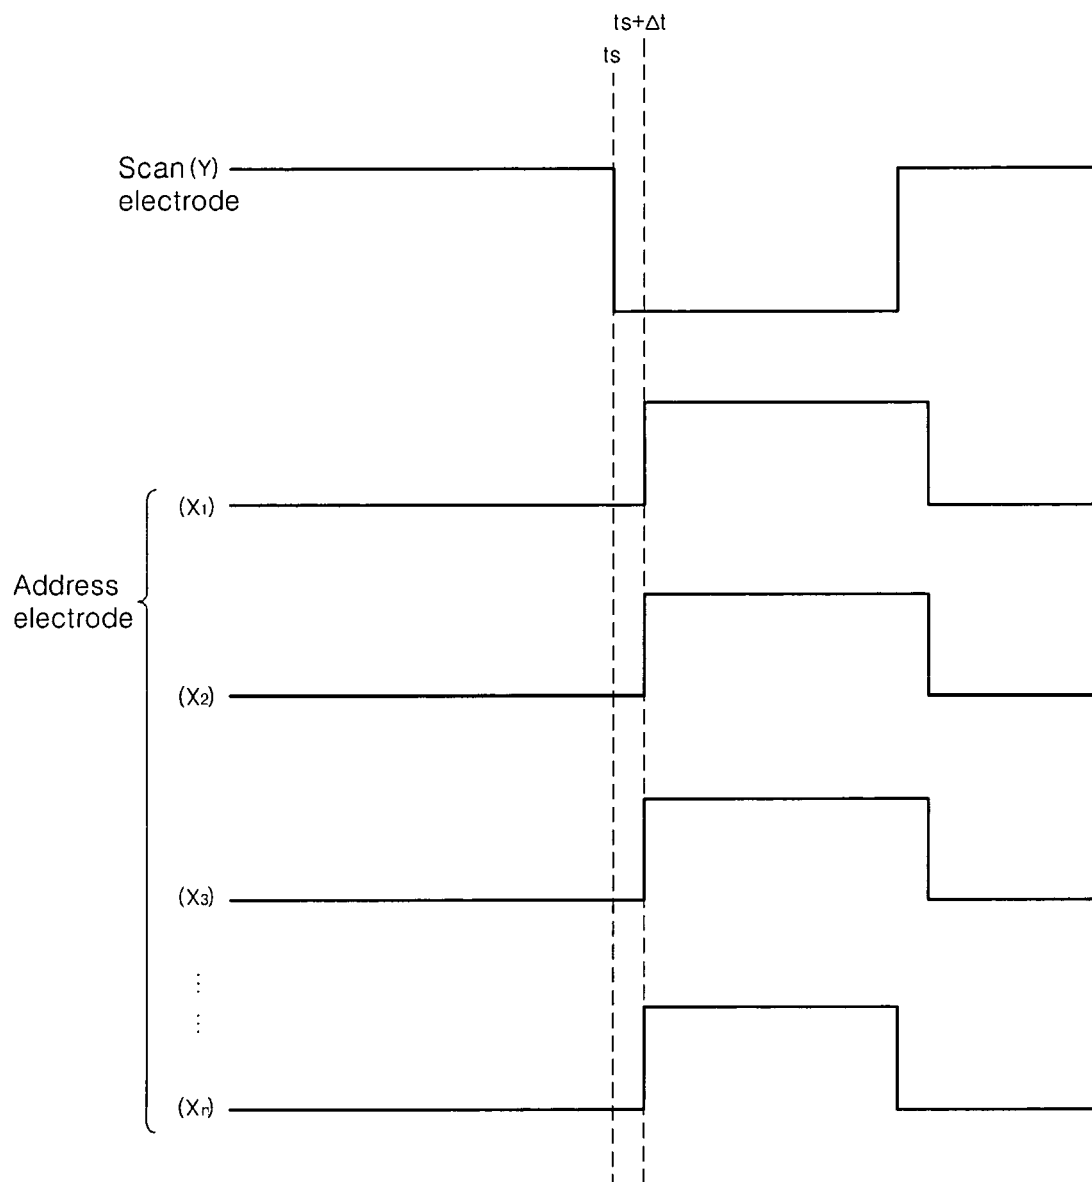 ts+Δt
ts
Scan(Y)
electrode
(X1)
Address
electrode
(X2)
(X3)
(Xn)